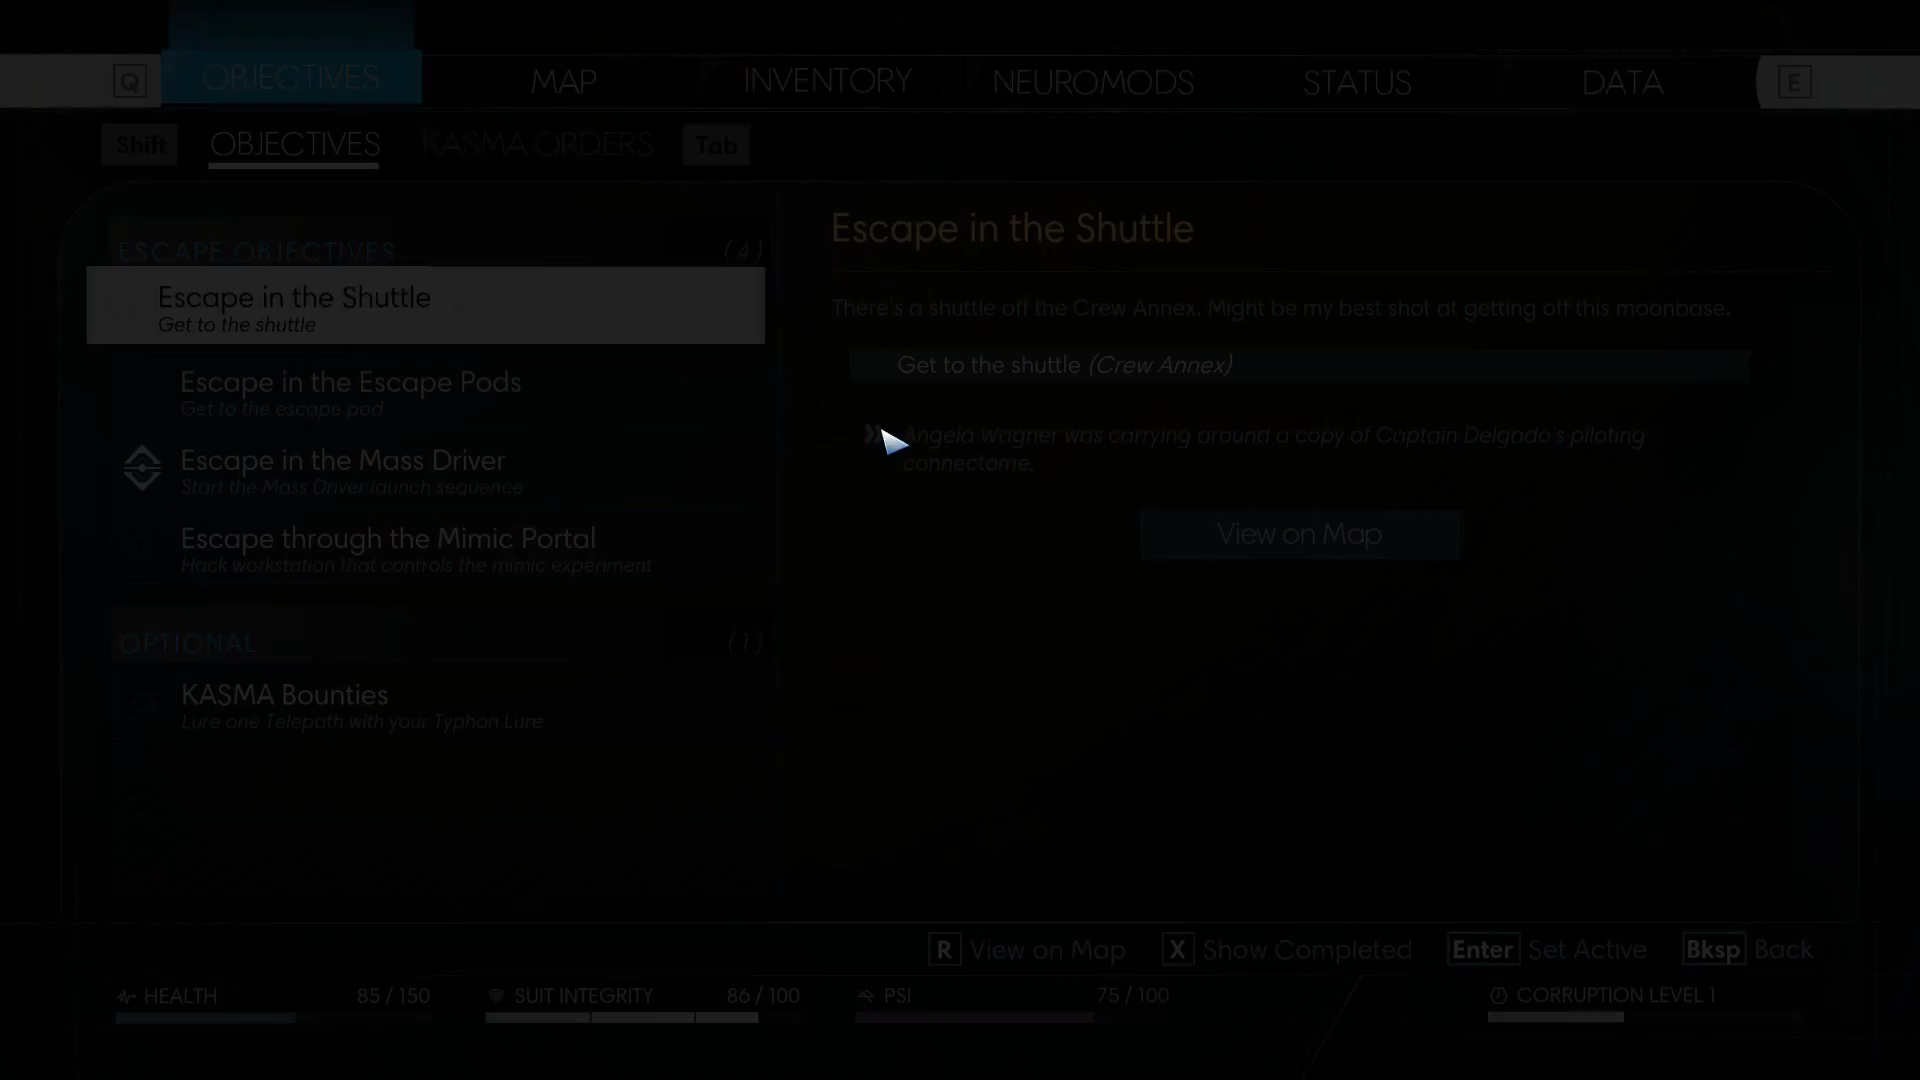 Q OBJECTIVES MAP INVENTORY NEUROMODS STATUS DATA E
Shift OBJECTIVES KASMA ORDERS Tab
ESCAPE OBJECTIVES (4)
Escape in the Shuttle
Get to the shuttle
Escape in the Escape Pods
Get to the escape pod
Escape in the Mass Driver
Start the Mass Driver launch sequence
Escape through the Mimic Portal
Hack workstation that controls the mimic experiment
OPTIONAL (1)
KASMA Bounties
Lure one Telepath with your Typhon Lure
Escape in the Shuttle
There's a shuttle off the Crew Annex. Might be my best shot at getting off this moonbase.
Get to the shuttle (Crew Annex)
Angela Wagner was carrying around a copy of Captain Delgado's piloting
connectome.
View on Map
R View on Map X Show Completed Enter Set Active Bksp Back
HEALTH 85 / 150 SUIT INTEGRITY 86 / 100 PSI 75 / 100 CORRUPTION LEVEL 1